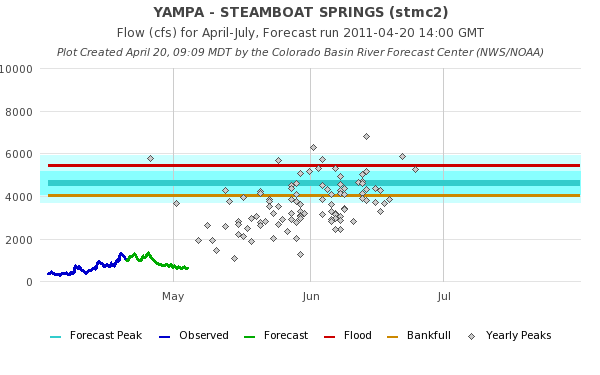 YAMPA - STEAMBOAT SPRINGS (stmc2)
Flow (cfs) for April-July, Forecast run 2011-04-20 14:00 GMT
Plot Created April 20, 09:09 MDT by the Colorado Basin River Forecast Center (NWS/NOAA)
10000
8000
6000
4000
2000
0
May Jun Jul
Forecast Peak Observed Forecast Flood Bankfull Yearly Peaks